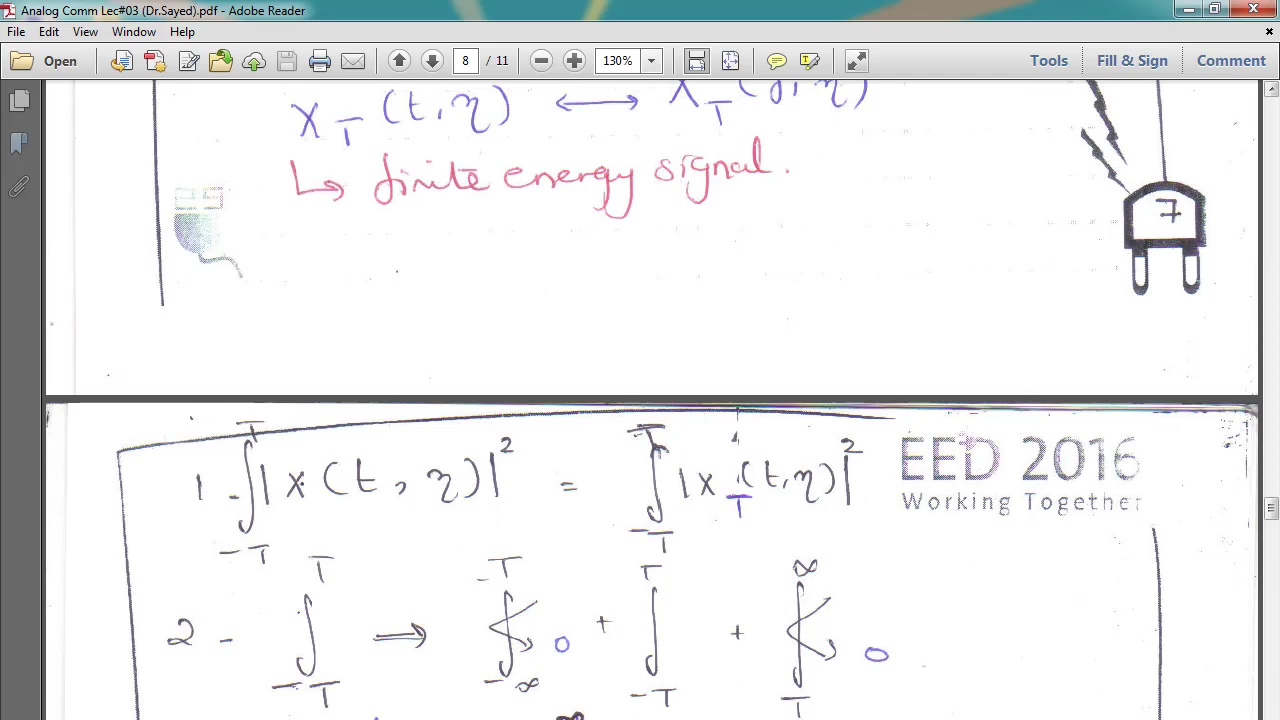 Analog Comm Lec#03 (Dr.Sayed).pdf - Adobe Reader
File Edit View Window Help
Open 8 / 11 130% Tools Fill & Sign Comment
X_T (t, η) ⟷ X_T (f, η)
↳ finite energy signal.
7
EED 2016
Working Together
1 - ∫_{-T}^{T} |x(t, η)|² = ∫_{-T}^{T} |x_T(t, η)|²
2 - ∫_{-T}^{T} ⇒ ∫_{-∞}^{-T} 0 + ∫_{-T}^{T} + ∫_{T}^{∞} 0
∞